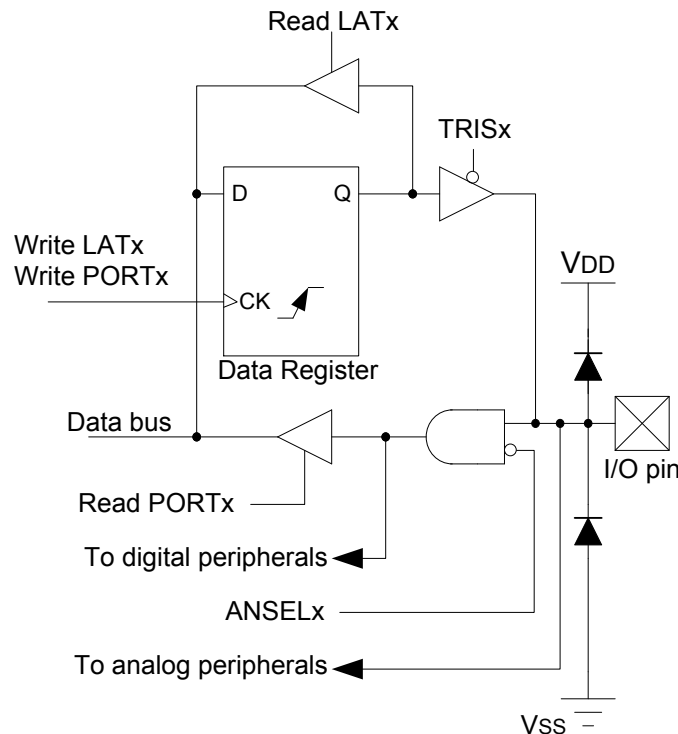 Read LATx
TRISx
D
Q
Write LATx
Write PORTx
CK
VDD
Data Register
Data bus
I/O pin
Read PORTx
To digital peripherals
ANSELx
To analog peripherals
VSS